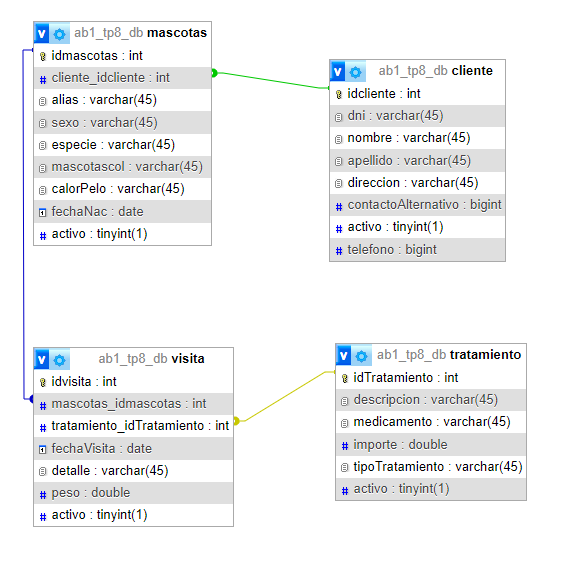 ab1_tp8_db mascotas
idmascotas : int
cliente_idcliente : int
alias : varchar(45)
sexo : varchar(45)
especie : varchar(45)
mascotascol : varchar(45)
calorPelo : varchar(45)
fechaNac : date
activo : tinyint(1)
ab1_tp8_db cliente
idcliente : int
dni : varchar(45)
nombre : varchar(45)
apellido : varchar(45)
direccion : varchar(45)
contactoAlternativo : bigint
activo : tinyint(1)
telefono : bigint
ab1_tp8_db visita
idvisita : int
mascotas_idmascotas : int
tratamiento_idTratamiento : int
fechaVisita : date
detalle : varchar(45)
peso : double
activo : tinyint(1)
ab1_tp8_db tratamiento
idTratamiento : int
descripcion : varchar(45)
medicamento : varchar(45)
importe : double
tipoTratamiento : varchar(45)
activo : tinyint(1)